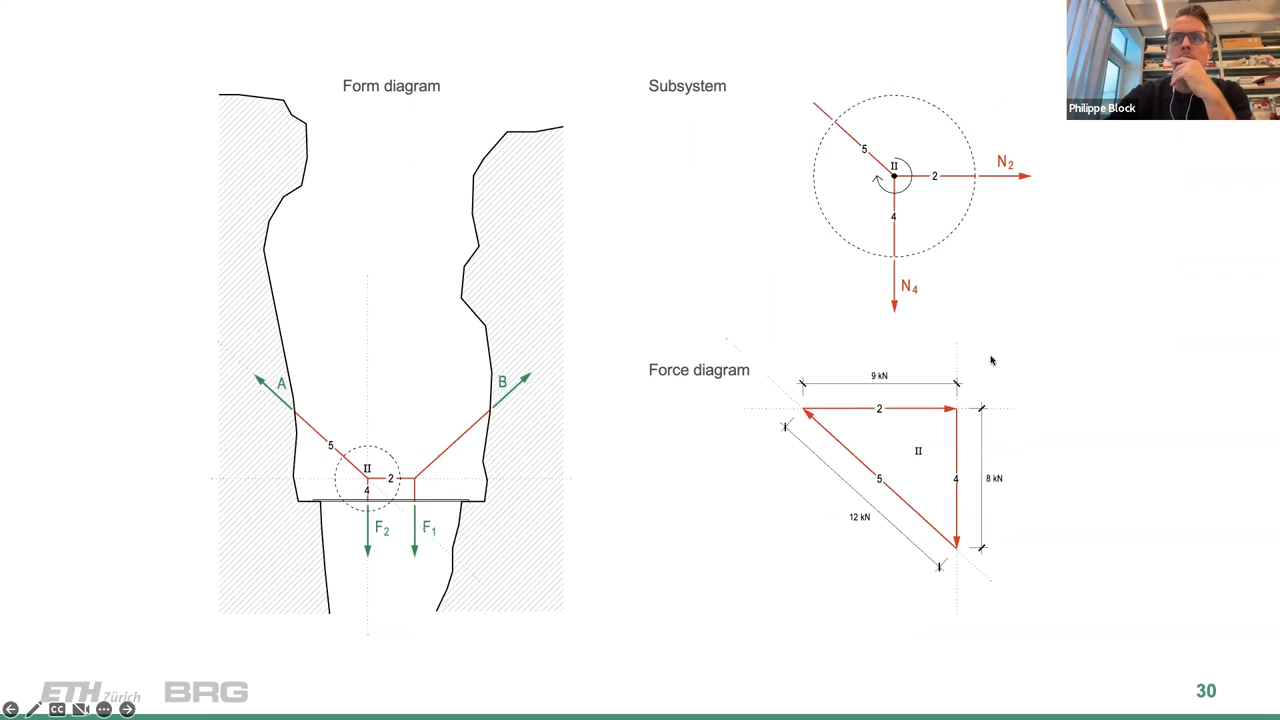 Form diagram
Subsystem
Philippe Block
5
II
2
N2
4
N4
Force diagram
9 kN
2
II
5
4
8 kN
12 kN
A
B
5
II
2
4
F2
F1
ETH Zürich
BRG
30
CC